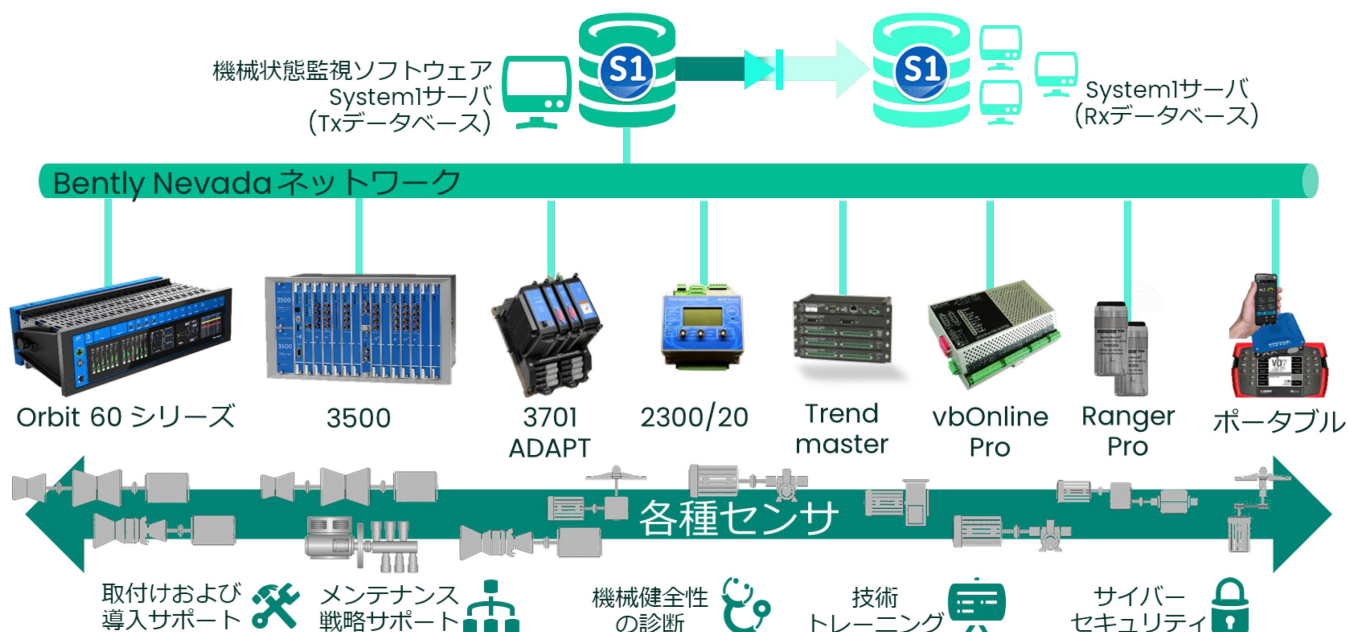 機械状態監視ソフトウェア
System1サーバ
(Txデータベース)
S1
S1
System1サーバ
(Rxデータベース)
Bently Nevada ネットワーク
3500
3500
Orbit 60 シリーズ
3500
3701
ADAPT
2300/20
Trend
master
vbOnline
Pro
Ranger
Pro
ポータブル
各種センサ
取付けおよび
導入サポート
メンテナンス
戦略サポート
機械健全性
の診断
技術
トレーニング
サイバー
セキュリティ